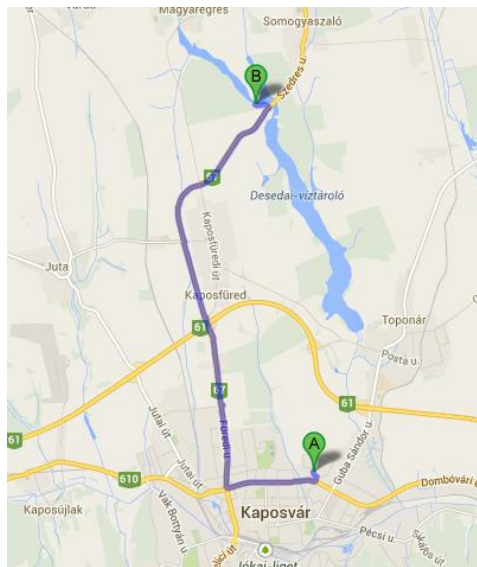 Magyaregres
Somogyaszaló
B
Szedres u.
67
Desedai-víztároló
Kaposfüredi út
Juta
Kaposfüred
Toponár
61
Posta u.
67
61
61
Jutai út
Füredi u.
A
Guba Sándor u.
610
Jutai út
Dombóvári
Kaposújlak
Vak Bottyán u.
Kaposvár
Pécsi u.
Jókai-liget